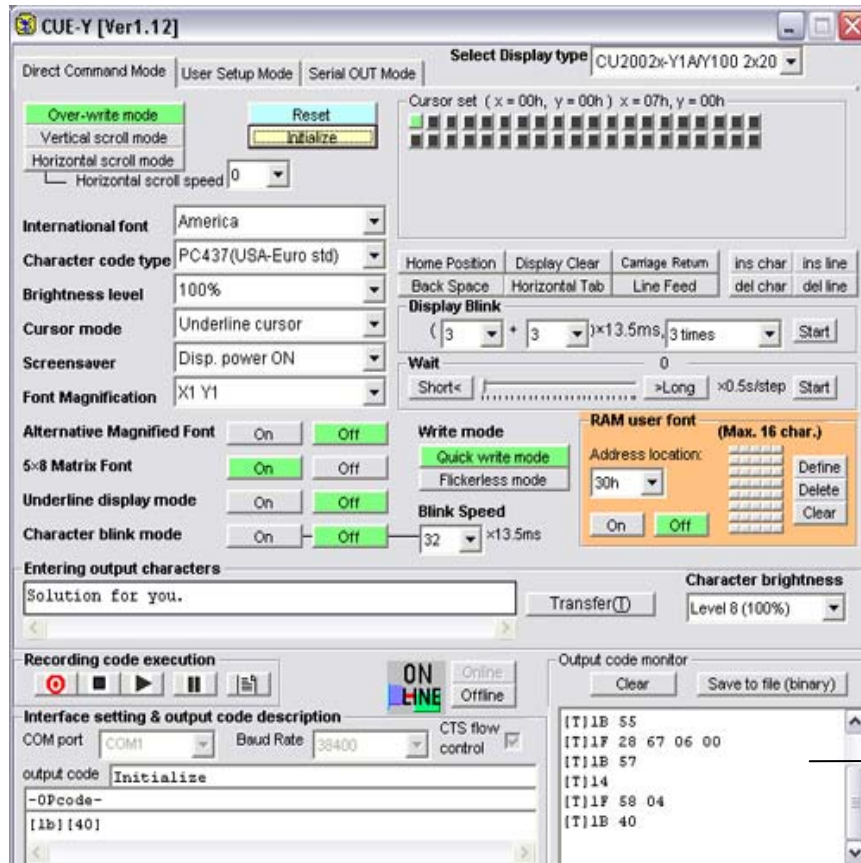 CUE-Y [Ver1.12]
Direct Command Mode
User Setup Mode
Serial OUT Mode
Select Display type
CU2002x-Y1A/Y100 2x20
Over-write mode
Vertical scroll mode
Horizontal scroll mode
Horizontal scroll speed
0
Reset
Initialize
Cursor set ( x = 00h, y = 00h ) x = 07h, y = 00h
International font
America
Character code type
PC437(USA-Euro std)
Brightness level
100%
Cursor mode
Underline cursor
Screensaver
Disp. power ON
Font Magnification
X1 Y1
Home Position
Display Clear
Carriage Return
ins char
ins line
Back Space
Horizontal Tab
Line Feed
del char
del line
Display Blink
( 3 + 3 )×13.5ms, 3 times
Start
Wait
0
Short<
>Long
×0.5s/step
Start
Alternative Magnified Font
On
Off
5×8 Matrix Font
On
Off
Underline display mode
On
Off
Character blink mode
On
Off
Write mode
Quick write mode
Flickerless mode
Blink Speed
32
×13.5ms
RAM user font
(Max. 16 char.)
Address location:
30h
On
Off
Define
Delete
Clear
Entering output characters
Solution for you.
Transfer(T)
Character brightness
Level 8 (100%)
Recording code execution
ON
LINE
Online
Offline
Interface setting & output code description
COM port
COM1
Baud Rate
38400
CTS flow
control
output code
Initialize
-OPcode-
[1b][40]
Output code monitor
Clear
Save to file (binary)
[T]1B 55
[T]1F 28 67 06 00
[T]1B 57
[T]14
[T]1F 58 04
[T]1B 40